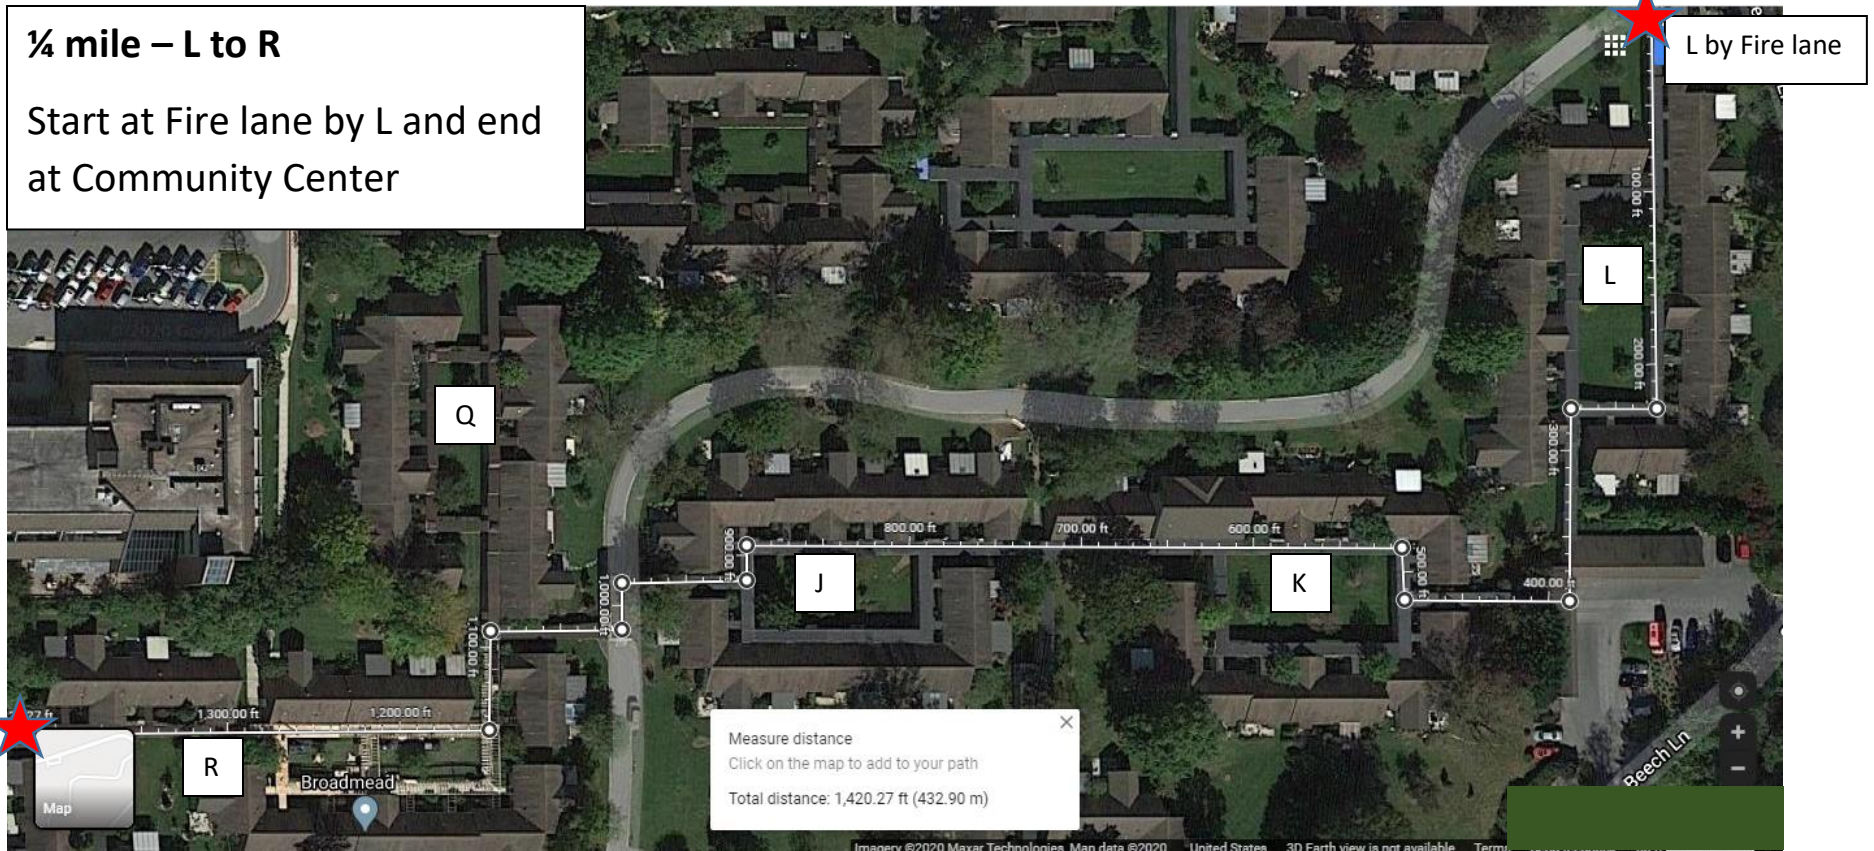 ¼ mile – L to R
Start at Fire lane by L and end
at Community Center
L by Fire lane
100.00 ft
L
200.00 ft
300.00 ft
Q
800.00 ft
700.00 ft
600.00 ft
900.00 ft
500.00 ft
J
K
400.00
1,000.00 ft
1,100.00 ft
1,300.00 ft
1,200.00 ft
27 ft
R
Broadmead
Map
Measure distance
Click on the map to add to your path
Total distance: 1,420.27 ft (432.90 m)
Beech Ln
Imagery ©2020 Maxar Technologies, Map data ©2020 United States 3D Earth view is not available Term